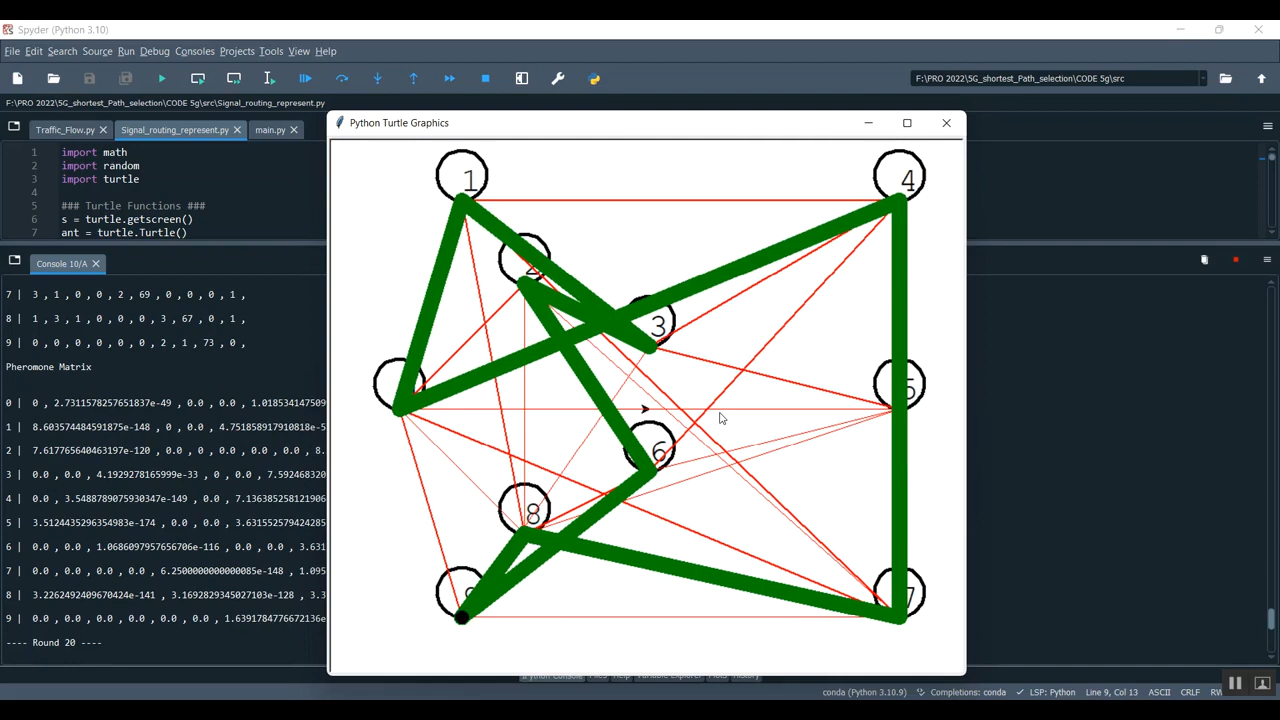 Spyder (Python 3.10)
File Edit Search Source Run Debug Consoles Projects Tools View Help
F:\PRO 2022\5G_shortest_Path_selection\CODE 5g\src
F:\PRO 2022\5G_shortest_Path_selection\CODE 5g\src\Signal_routing_represent.py
Traffic_Flow.py Signal_routing_represent.py main.py
1 import math
2 import random
3 import turtle
4
5 ### Turtle Functions ###
6 s = turtle.getscreen()
7 ant = turtle.Turtle()
Console 10/A
7 | 3 , 1 , 0 , 0 , 2 , 69 , 0 , 0 , 0 , 1 ,
8 | 1 , 3 , 1 , 0 , 0 , 0 , 3 , 67 , 0 , 1 ,
9 | 0 , 0 , 0 , 0 , 0 , 0 , 2 , 1 , 73 , 0 ,
Pheromone Matrix
0 | 0 , 2.7311578257651837e-49 , 0.0 , 0.0 , 1.018534147509
1 | 8.603574484591875e-148 , 0 , 0.0 , 4.751858917910818e-5
2 | 7.617765640463197e-120 , 0.0 , 0 , 0.0 , 0.0 , 0.0 , 8.
3 | 0.0 , 0.0 , 4.1929278165999e-33 , 0 , 0.0 , 7.592468320
4 | 0.0 , 3.5488789075930347e-149 , 0.0 , 7.136385258121906
5 | 3.5124435296354983e-174 , 0.0 , 0.0 , 3.631552579424285
6 | 0.0 , 0.0 , 1.0686097957656706e-116 , 0.0 , 0.0 , 3.631
7 | 0.0 , 0.0 , 0.0 , 0.0 , 6.2500000000000085e-148 , 1.095
8 | 3.2262492409670424e-141 , 3.1692823345027103e-128 , 3.3
9 | 0.0 , 0.0 , 0.0 , 0.0 , 0.0 , 0.0 , 1.6391784776672136e
---- Round 20 ----
Python Turtle Graphics
1
4
2
3
5
6
8
9
7
conda (Python 3.10.9) Completions: conda LSP: Python Line 9, Col 13 ASCII CRLF RW